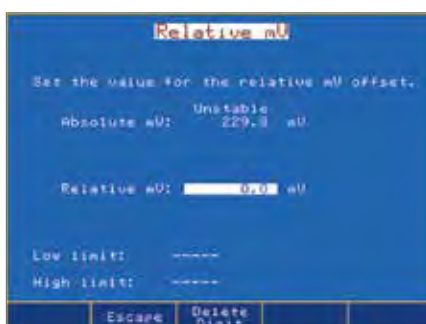 Relative mV
Set the value for the relative mV offset.
Unstable
Absolute mV: 229.8 mV
Relative mV: 0.0 mV
Low limit: -----
High limit: -----
Escape
Delete
Digit